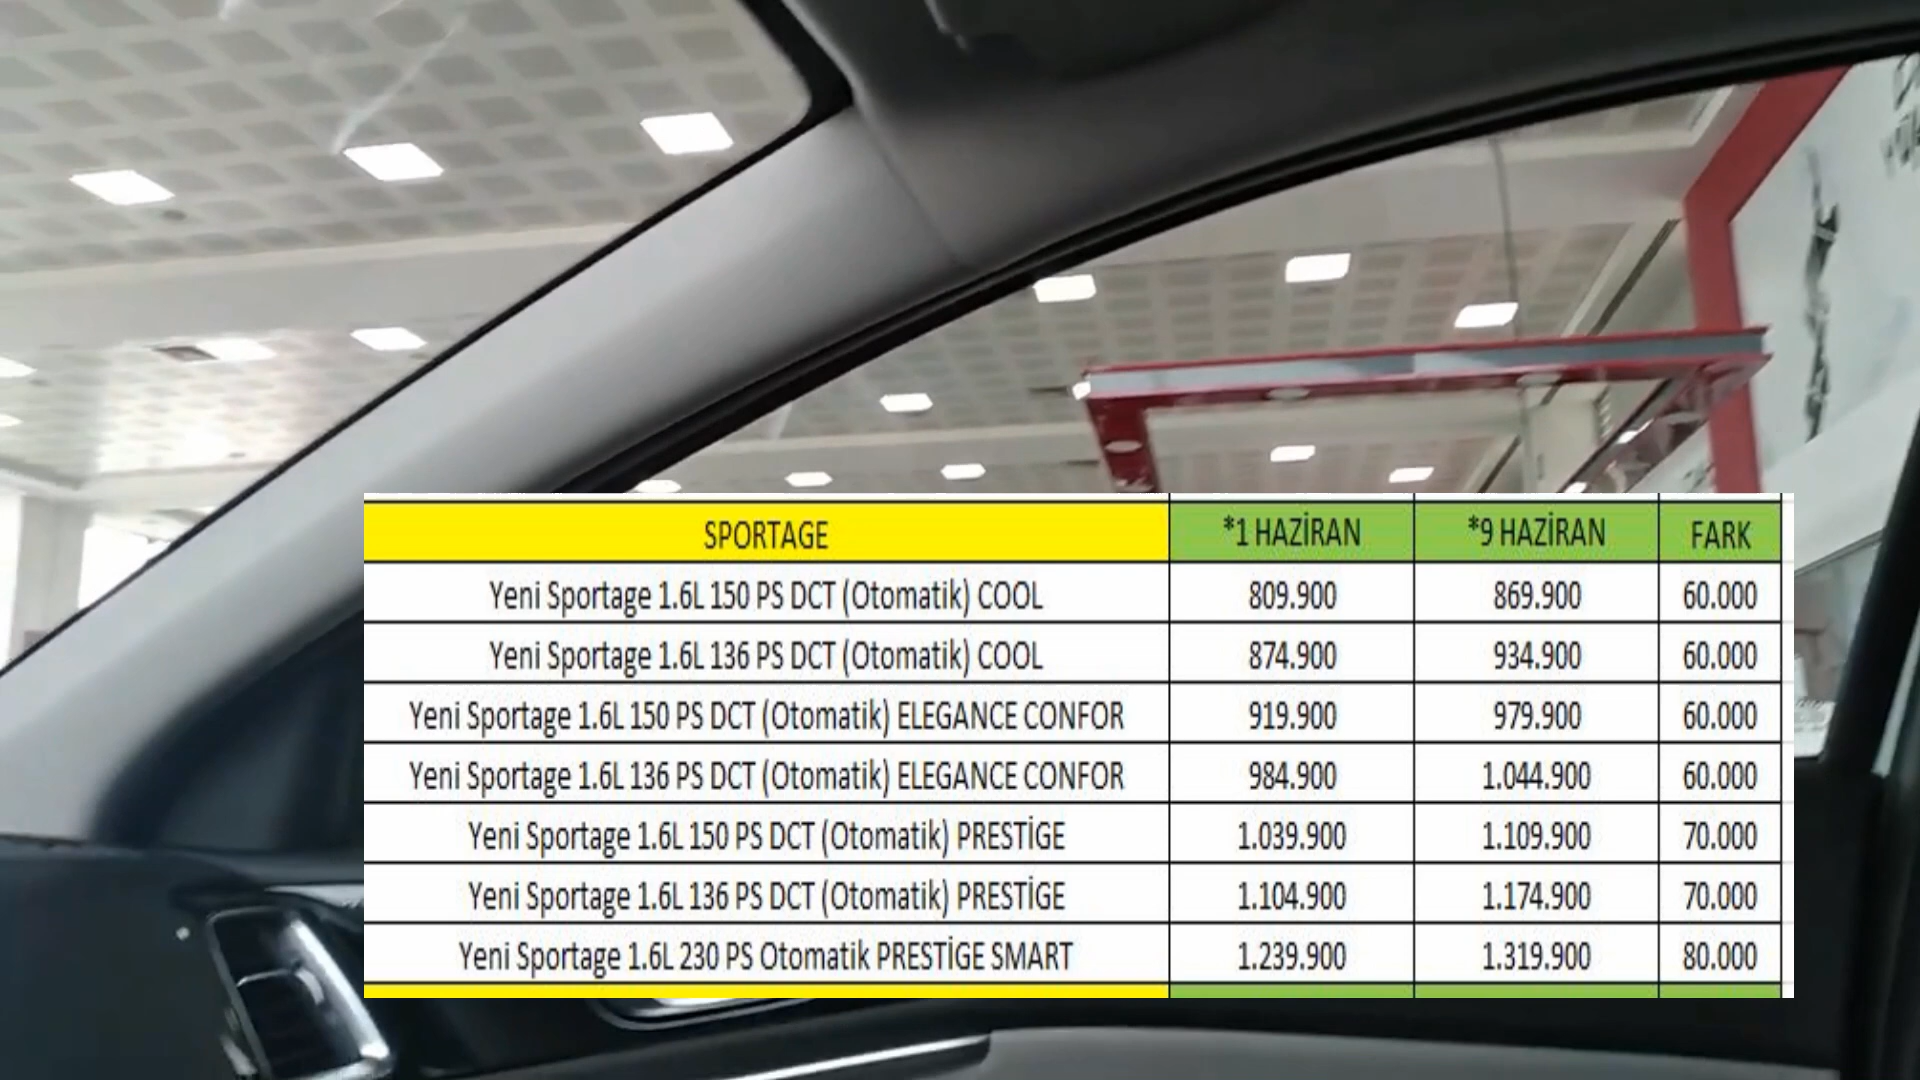 SPORTAGE *1 HAZİRAN *9 HAZİRAN FARK
Yeni Sportage 1.6L 150 PS DCT (Otomatik) COOL 809.900 869.900 60.000
Yeni Sportage 1.6L 136 PS DCT (Otomatik) COOL 874.900 934.900 60.000
Yeni Sportage 1.6L 150 PS DCT (Otomatik) ELEGANCE CONFOR 919.900 979.900 60.000
Yeni Sportage 1.6L 136 PS DCT (Otomatik) ELEGANCE CONFOR 984.900 1.044.900 60.000
Yeni Sportage 1.6L 150 PS DCT (Otomatik) PRESTİGE 1.039.900 1.109.900 70.000
Yeni Sportage 1.6L 136 PS DCT (Otomatik) PRESTİGE 1.104.900 1.174.900 70.000
Yeni Sportage 1.6L 230 PS Otomatik PRESTİGE SMART 1.239.900 1.319.900 80.000